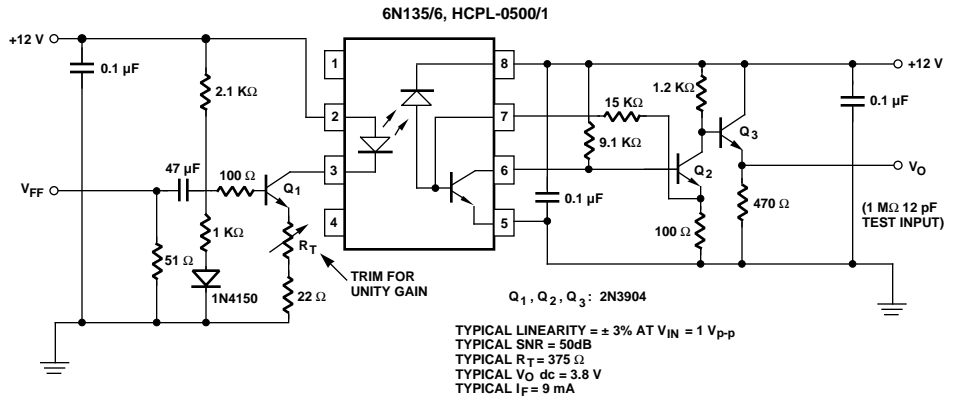 6N135/6, HCPL-0500/1
+12 V
0.1 µF
2.1 KΩ
1
2
3
4
8
7
6
5
15 KΩ
9.1 KΩ
1.2 KΩ
Q3
Q2
+12 V
0.1 µF
VFF
47 µF
100 Ω
Q1
51 Ω
1 KΩ
1N4150
RT
22 Ω
TRIM FOR
UNITY GAIN
0.1 µF
100 Ω
470 Ω
VO
(1 MΩ 12 pF
TEST INPUT)
Q1, Q2, Q3: 2N3904
TYPICAL LINEARITY = ± 3% AT VIN = 1 Vp-p
TYPICAL SNR = 50dB
TYPICAL RT = 375 Ω
TYPICAL VO dc = 3.8 V
TYPICAL IF = 9 mA